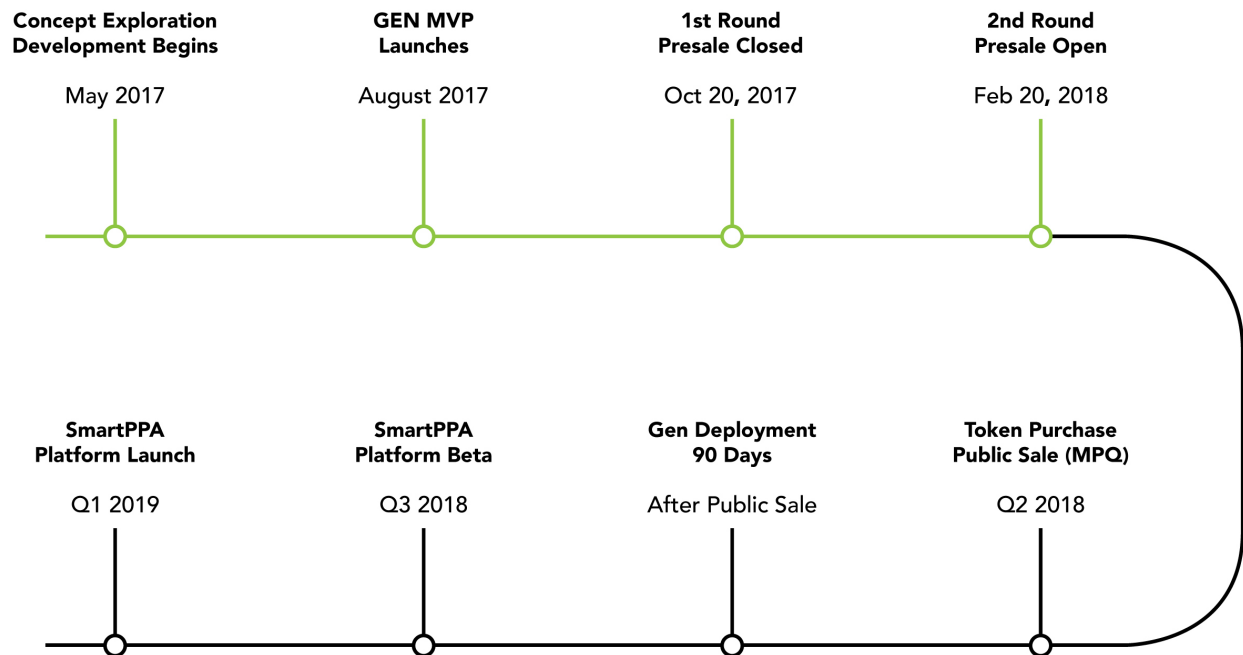 Concept Exploration
Development Begins
May 2017
GEN MVP
Launches
August 2017
1st Round
Presale Closed
Oct 20, 2017
2nd Round
Presale Open
Feb 20, 2018
SmartPPA
Platform Launch
Q1 2019
SmartPPA
Platform Beta
Q3 2018
Gen Deployment
90 Days
After Public Sale
Token Purchase
Public Sale (MPQ)
Q2 2018